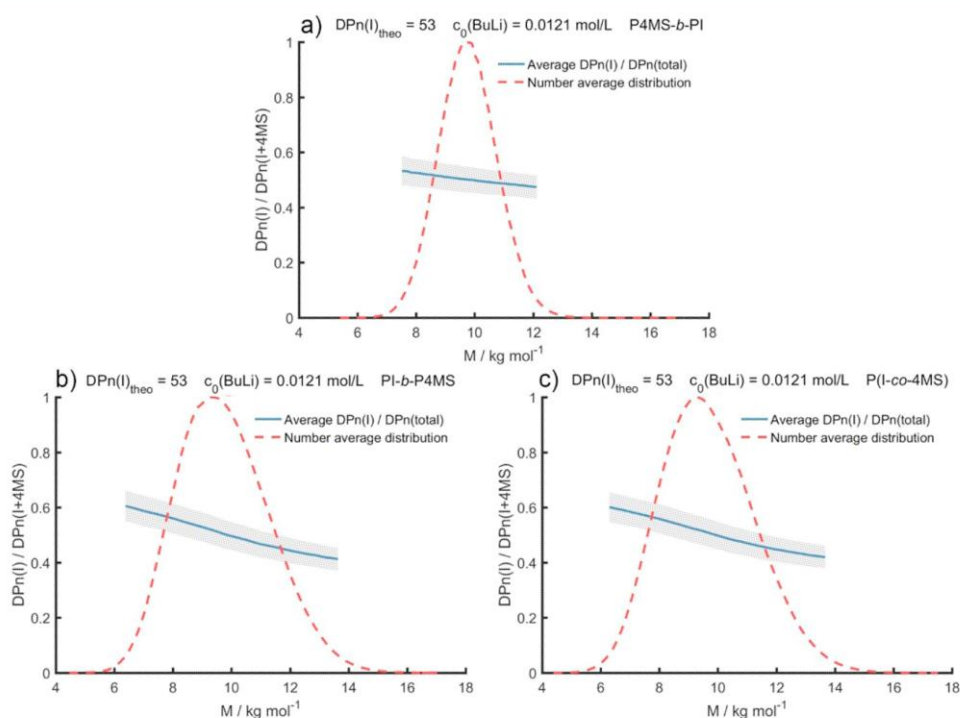 a) DPn(I)theo = 53 c0(BuLi) = 0.0121 mol/L P4MS-b-PI
1
0.8
0.6
0.4
0.2
0
DPn(I) / DPn(I+4MS)
Average DPn(I) / DPn(total)
Number average distribution
4 6 8 10 12 14 16 18
M / kg mol-1
b) DPn(I)theo = 53 c0(BuLi) = 0.0121 mol/L PI-b-P4MS
1
0.8
0.6
0.4
0.2
0
DPn(I) / DPn(I+4MS)
Average DPn(I) / DPn(total)
Number average distribution
4 6 8 10 12 14 16 18
M / kg mol-1
c) DPn(I)theo = 53 c0(BuLi) = 0.0121 mol/L P(I-co-4MS)
1
0.8
0.6
0.4
0.2
0
DPn(I) / DPn(I+4MS)
Average DPn(I) / DPn(total)
Number average distribution
4 6 8 10 12 14 16 18
M / kg mol-1